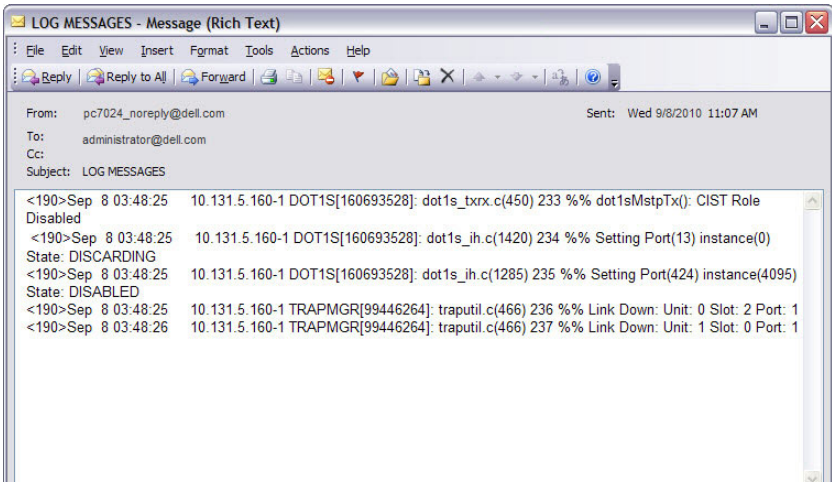 LOG MESSAGES - Message (Rich Text)
File Edit View Insert Format Tools Actions Help
Reply Reply to All Forward
From: pc7024_noreply@dell.com Sent: Wed 9/8/2010 11:07 AM
To: administrator@dell.com
Cc:
Subject: LOG MESSAGES
<190>Sep 8 03:48:25 10.131.5.160-1 DOT1S[160693528]: dot1s_txrx.c(450) 233 %% dot1sMstpTx(): CIST Role
Disabled
<190>Sep 8 03:48:25 10.131.5.160-1 DOT1S[160693528]: dot1s_ih.c(1420) 234 %% Setting Port(13) instance(0)
State: DISCARDING
<190>Sep 8 03:48:25 10.131.5.160-1 DOT1S[160693528]: dot1s_ih.c(1285) 235 %% Setting Port(424) instance(4095)
State: DISABLED
<190>Sep 8 03:48:25 10.131.5.160-1 TRAPMGR[99446264]: traputil.c(466) 236 %% Link Down: Unit: 0 Slot: 2 Port: 1
<190>Sep 8 03:48:26 10.131.5.160-1 TRAPMGR[99446264]: traputil.c(466) 237 %% Link Down: Unit: 1 Slot: 0 Port: 1